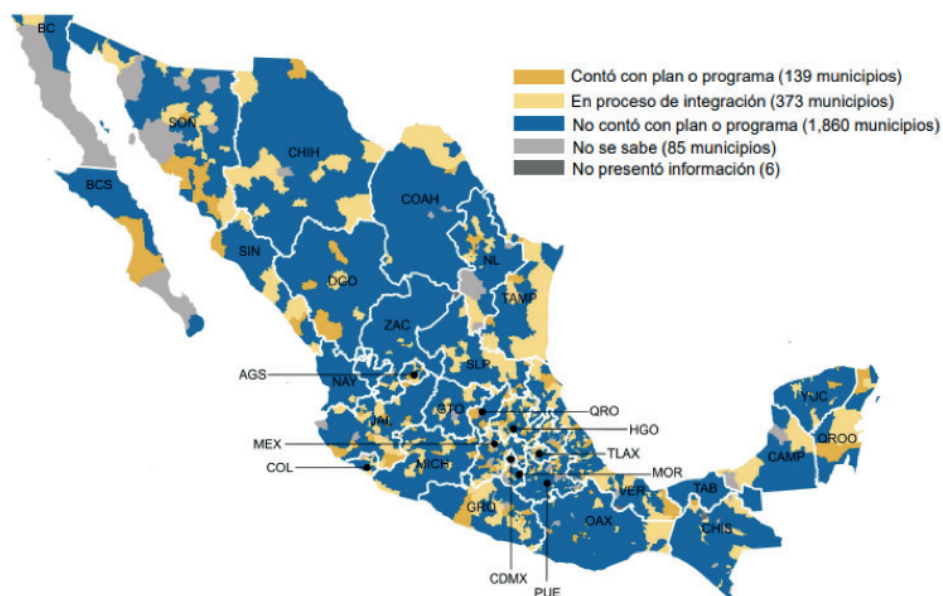 BC
Contó con plan o programa (139 municipios)
En proceso de integración (373 municipios)
No contó con plan o programa (1,860 municipios)
No se sabe (85 municipios)
No presentó información (6)
SON
CHIH
BCS
COAH
SIN
NL
DGO
TAMP
ZAC
SLP
AGS
NAY
YUC
GTO
QRO
JAL
HGO
QROO
MEX
TLAX
CAMP
COL
MICH
MOR
VER
TAB
GRO
OAX
CHIS
CDMX
PUE